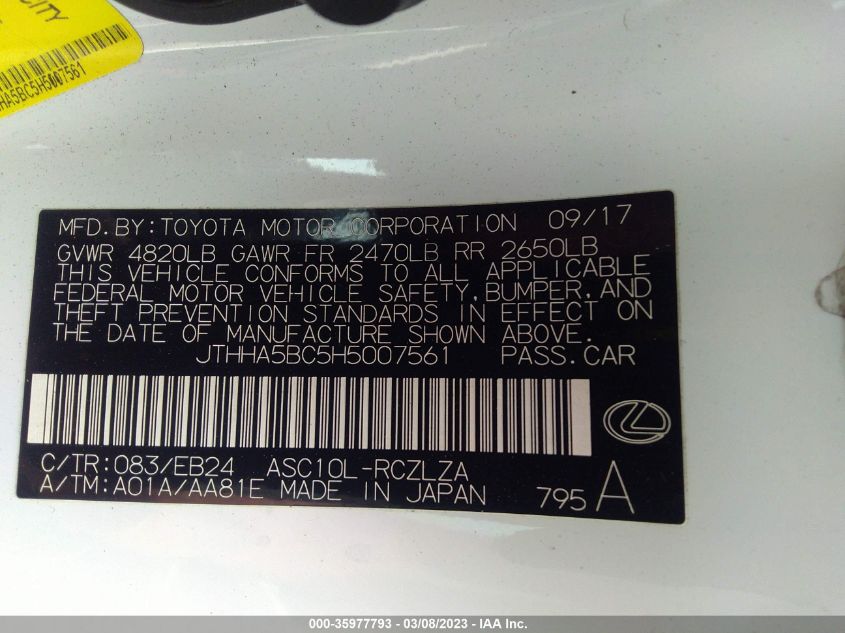 CITY
HA5BC5H5007561
MFD.BY:TOYOTA MOTOR CORPORATION 09/17
GVWR 4820LB GAWR FR 2470LB RR 2650LB
THIS VEHICLE CONFORMS TO ALL APPLICABLE
FEDERAL MOTOR VEHICLE SAFETY,BUMPER,AND
THEFT PREVENTION STANDARDS IN EFFECT ON
THE DATE OF MANUFACTURE SHOWN ABOVE.
JTHHA5BC5H5007561 PASS.CAR
C/TR:083/EB24 ASC10L-RCZLZA
A/TM:A01A/AA81E MADE IN JAPAN 795 A
000-35977793 - 03/08/2023 - IAA Inc.